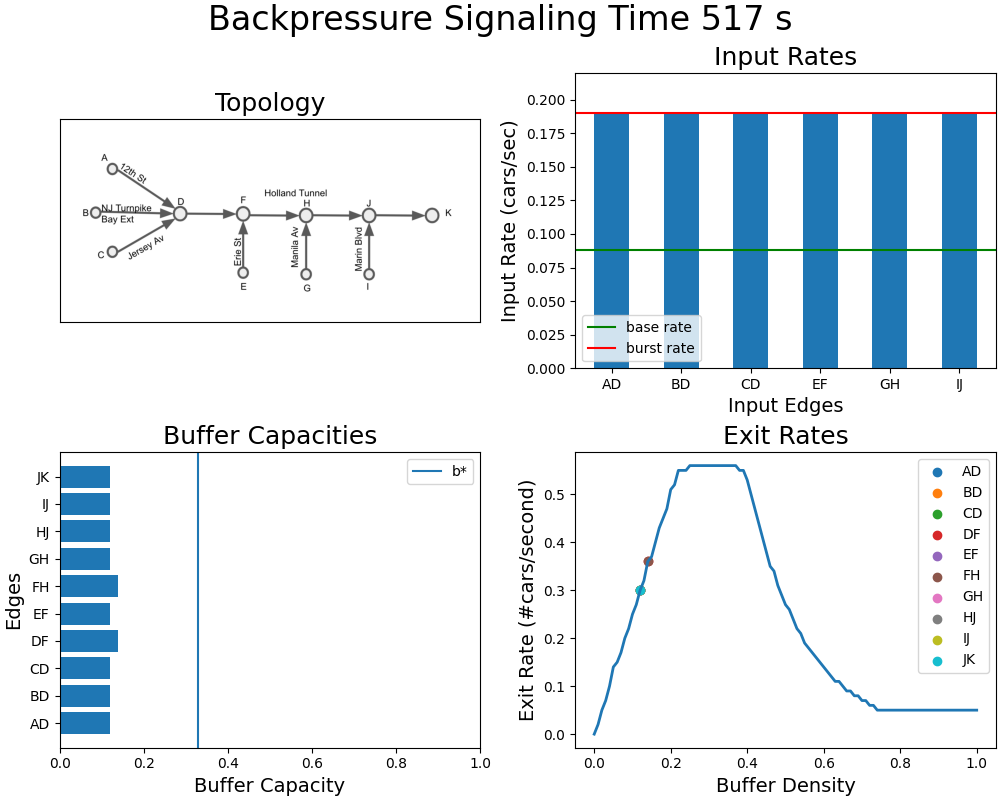 Backpressure Signaling Time 517 s
Topology
A
12th St
B
NJ Turnpike
Bay Ext
C
Jersey Av
D
F
Holland Tunnel
H
J
K
Erie St
Manila Av
Marin Blvd
E
G
I
Input Rates
Input Rate (cars/sec)
0.200
0.175
0.150
0.125
0.100
0.075
0.050
0.025
0.000
base rate
burst rate
AD BD CD EF GH IJ
Input Edges
Buffer Capacities
Edges
JK
IJ
HJ
GH
FH
EF
DF
CD
BD
AD
b*
0.0 0.2 0.4 0.6 0.8 1.0
Buffer Capacity
Exit Rates
Exit Rate (#cars/second)
0.5
0.4
0.3
0.2
0.1
0.0
AD
BD
CD
DF
EF
FH
GH
HJ
IJ
JK
0.0 0.2 0.4 0.6 0.8 1.0
Buffer Density